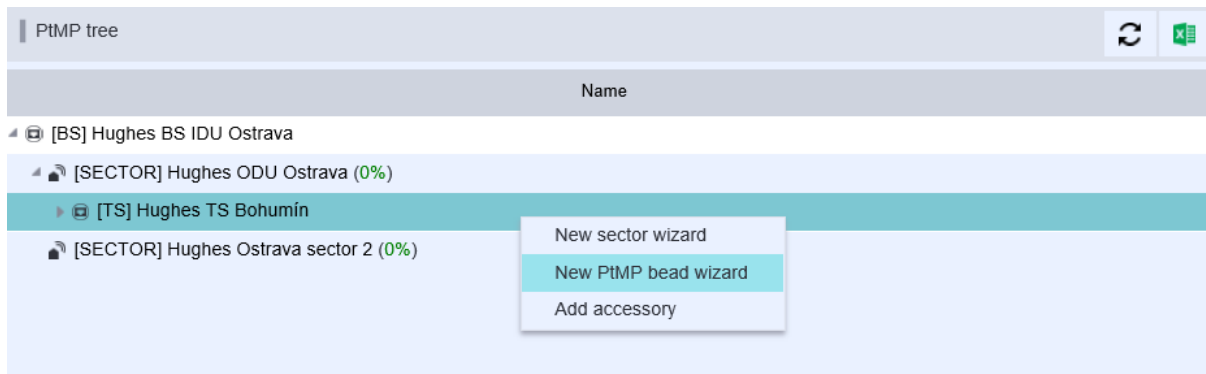 PtMP tree
Name
[BS] Hughes BS IDU Ostrava
[SECTOR] Hughes ODU Ostrava (0%)
[TS] Hughes TS Bohumín
[SECTOR] Hughes Ostrava sector 2 (0%)
New sector wizard
New PtMP bead wizard
Add accessory